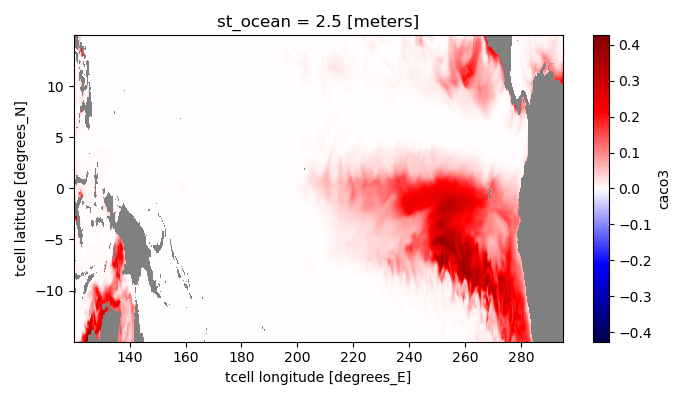 st_ocean = 2.5 [meters]
10
5
0
−5
−10
tcell latitude [degrees_N]
140 160 180 200 220 240 260 280
tcell longitude [degrees_E]
0.4
0.3
0.2
0.1
0.0
−0.1
−0.2
−0.3
−0.4
caco3